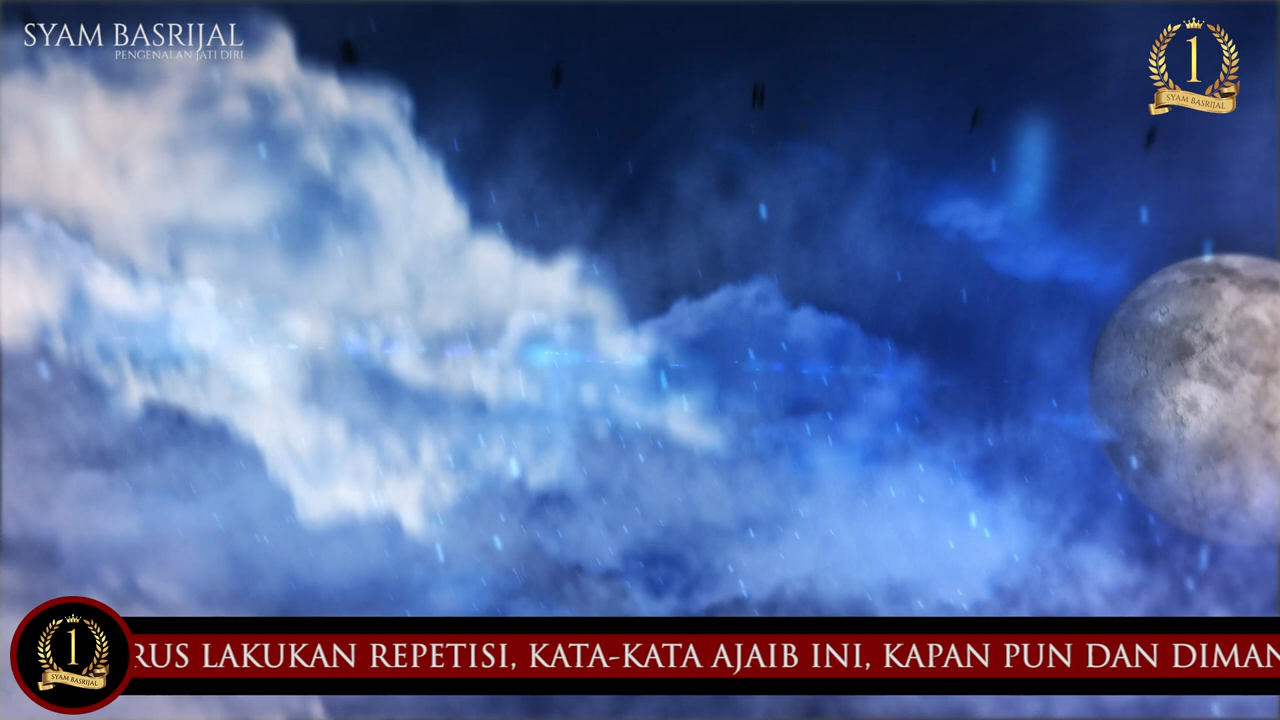 SYAM BASRIJAL
PENGENALAN JATI DIRI
1
SYAM BASRIJAL
1
SYAM BASRIJAL
RUS LAKUKAN REPETISI, KATA-KATA AJAIB INI, KAPAN PUN DAN DIMAN